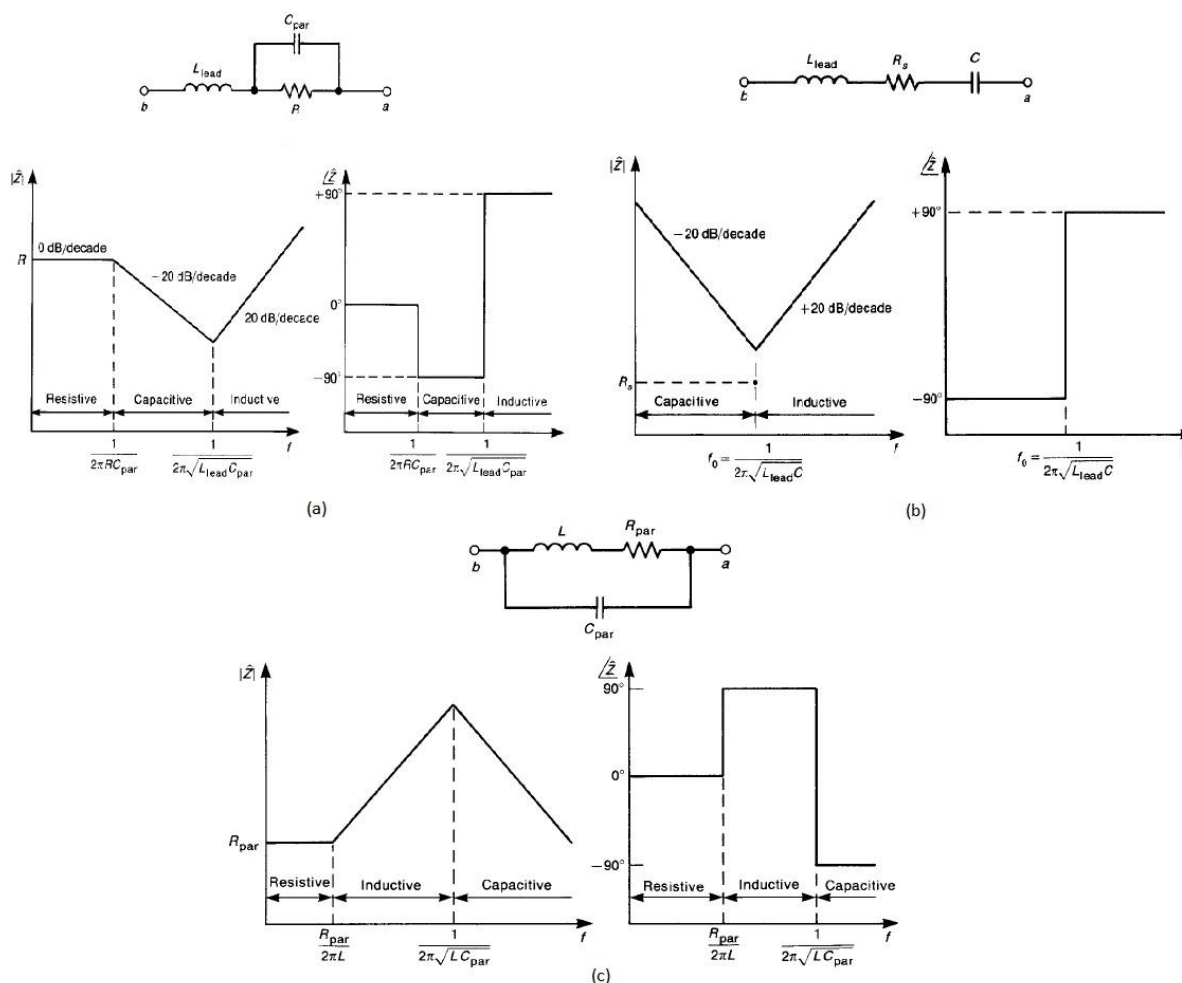 C_par
L_lead
b
R
a
L_lead
R_s
C
b
a
|Ẑ|
0 dB/decade
R
−20 dB/decade
20 dB/decace
Resistive
Capacitive
Inductive
1/2πRC_par
1/2π√L_lead C_par
f
∠Ẑ
+90°
0°
−90°
Resistive
Capacitive
Inductive
1/2πRC_par
1/2π√L_lead C_par
(a)
|Ẑ|
−20 dB/decade
+20 dB/decade
R_s
Capacitive
Inductive
f_0 = 1/2π√L_lead C
∠Ẑ
+90°
−90°
f_0 = 1/2π√L_lead C
(b)
L
R_par
b
a
C_par
|Ẑ|
R_par
Resistive
Inductive
Capacitive
R_par/2πL
1/2π√LC_par
f
∠Ẑ
90°
0°
−90°
Resistive
Inductive
Capacitive
R_par/2πL
1/2π√LC_par
f
(c)